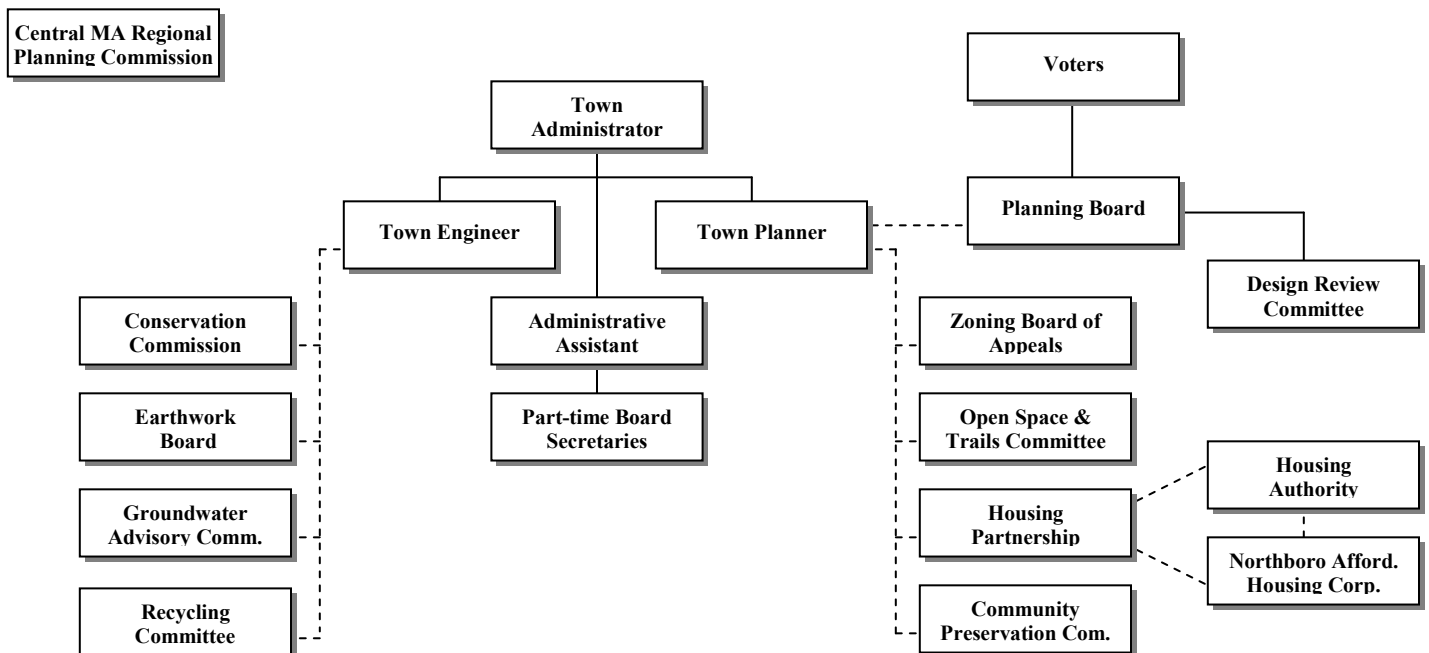 Central MA Regional
Planning Commission
Voters
Town
Administrator
Town Engineer
Town Planner
Planning Board
Design Review
Committee
Conservation
Commission
Administrative
Assistant
Zoning Board of
Appeals
Earthwork
Board
Part-time Board
Secretaries
Open Space &
Trails Committee
Housing
Authority
Groundwater
Advisory Comm.
Housing
Partnership
Northboro Afford.
Housing Corp.
Recycling
Committee
Community
Preservation Com.